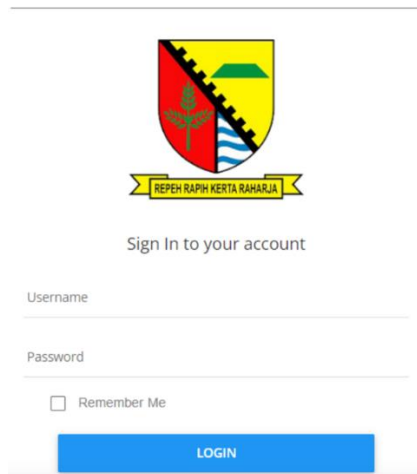 REPEH RAPIH KERTA RAHARJA
Sign In to your account
Username
Password
Remember Me
LOGIN